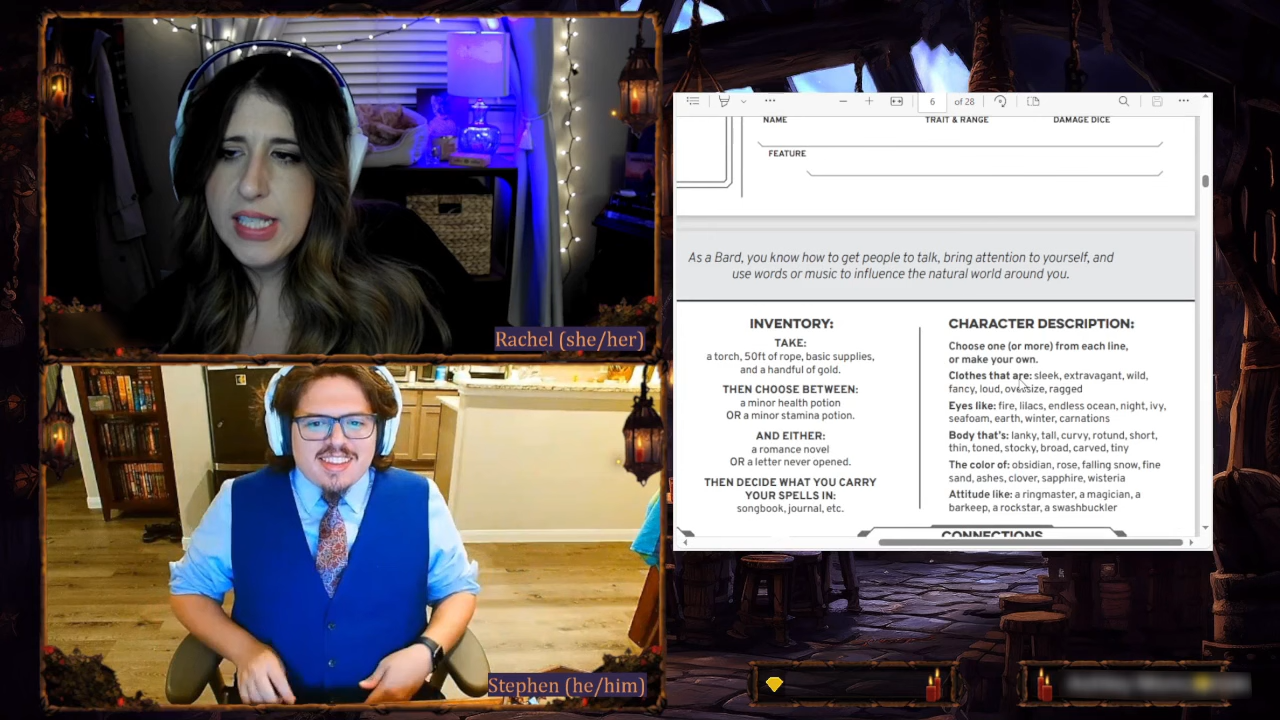 Rachel (she/her)
Stephen (he/him)
6 of 28
NAME TRAIT & RANGE DAMAGE DICE
FEATURE
As a Bard, you know how to get people to talk, bring attention to yourself, and
use words or music to influence the natural world around you.
INVENTORY:
TAKE:
a torch, 50ft of rope, basic supplies,
and a handful of gold.
THEN CHOOSE BETWEEN:
a minor health potion
OR a minor stamina potion.
AND EITHER:
a romance novel
OR a letter never opened.
THEN DECIDE WHAT YOU CARRY
YOUR SPELLS IN:
songbook, journal, etc.
CHARACTER DESCRIPTION:
Choose one (or more) from each line,
or make your own.
Clothes that are: sleek, extravagant, wild,
fancy, loud, oversize, ragged
Eyes like: fire, lilacs, endless ocean, night, ivy,
seafoam, earth, winter, carnations
Body that's: lanky, tall, curvy, rotund, short,
thin, toned, stocky, broad, carved, tiny
The color of: obsidian, rose, falling snow, fine
sand, ashes, clover, sapphire, wisteria
Attitude like: a ringmaster, a magician, a
barkeep, a rockstar, a swashbuckler
CONNECTIONS